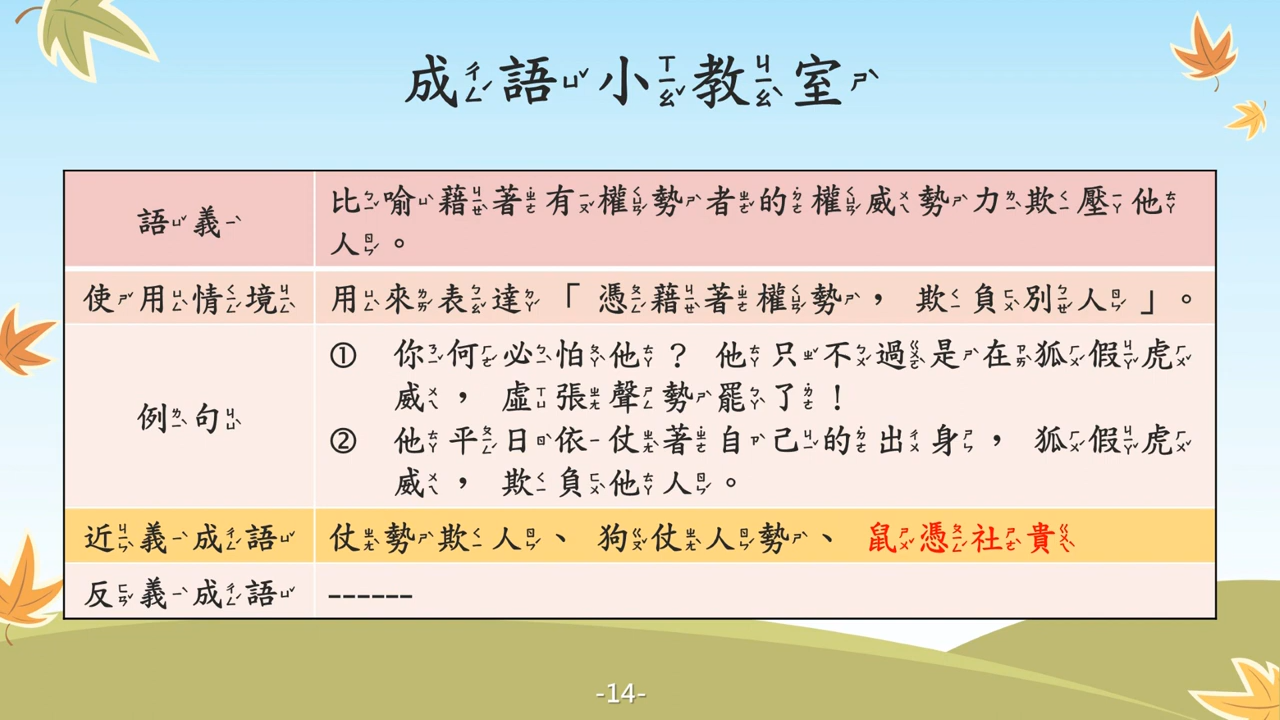 成語小教室
語義
比喻藉著有權勢者的權威勢力欺壓他
人。
使用情境
用來表達「憑藉著權勢,欺負別人」。
例句
① 你何必怕他?他只不過是在狐假虎
威,虛張聲勢罷了!
② 他平日依仗著自己的出身,狐假虎
威,欺負他人。
近義成語
仗勢欺人、狗仗人勢、鼠憑社貴
反義成語
------
-14-